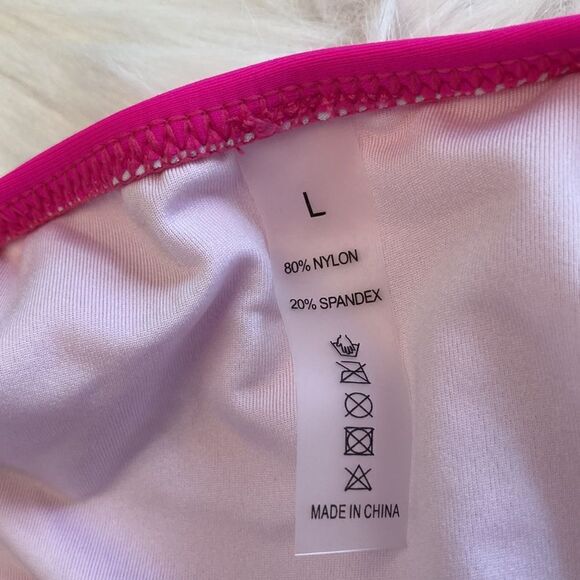 L
80% NYLON
20% SPANDEX
MADE IN CHINA